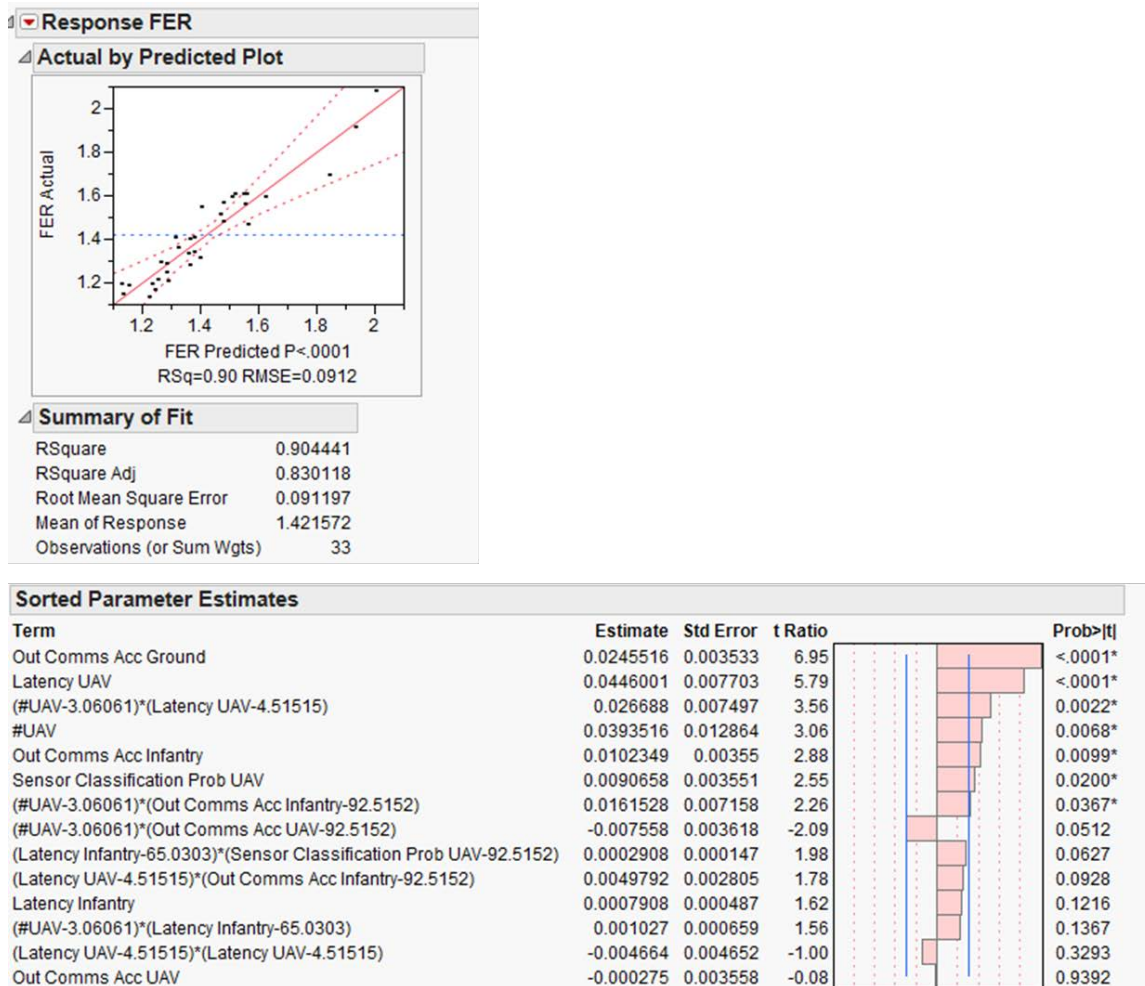 Response FER
Actual by Predicted Plot
2
1.8
1.6
1.4
1.2
FER Actual
1.2 1.4 1.6 1.8 2
FER Predicted P<.0001
RSq=0.90 RMSE=0.0912
Summary of Fit
RSquare 0.904441
RSquare Adj 0.830118
Root Mean Square Error 0.091197
Mean of Response 1.421572
Observations (or Sum Wgts) 33
Sorted Parameter Estimates
Term Estimate Std Error t Ratio Prob>|t|
Out Comms Acc Ground 0.0245516 0.003533 6.95 <.0001*
Latency UAV 0.0446001 0.007703 5.79 <.0001*
(#UAV-3.06061)*(Latency UAV-4.51515) 0.026688 0.007497 3.56 0.0022*
#UAV 0.0393516 0.012864 3.06 0.0068*
Out Comms Acc Infantry 0.0102349 0.00355 2.88 0.0099*
Sensor Classification Prob UAV 0.0090658 0.003551 2.55 0.0200*
(#UAV-3.06061)*(Out Comms Acc Infantry-92.5152) 0.0161528 0.007158 2.26 0.0367*
(#UAV-3.06061)*(Out Comms Acc UAV-92.5152) -0.007558 0.003618 -2.09 0.0512
(Latency Infantry-65.0303)*(Sensor Classification Prob UAV-92.5152) 0.0002908 0.000147 1.98 0.0627
(Latency UAV-4.51515)*(Out Comms Acc Infantry-92.5152) 0.0049792 0.002805 1.78 0.0928
Latency Infantry 0.0007908 0.000487 1.62 0.1216
(#UAV-3.06061)*(Latency Infantry-65.0303) 0.001027 0.000659 1.56 0.1367
(Latency UAV-4.51515)*(Latency UAV-4.51515) -0.004664 0.004652 -1.00 0.3293
Out Comms Acc UAV -0.000275 0.003558 -0.08 0.9392